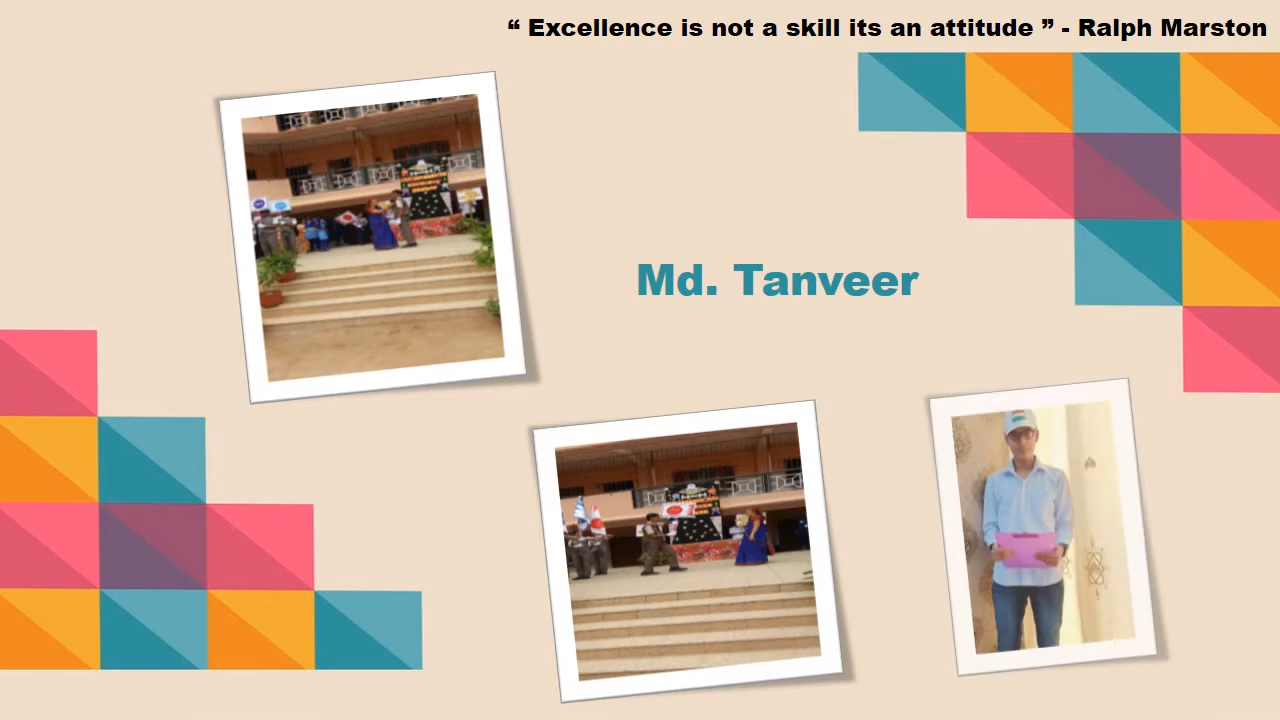 “ Excellence is not a skill its an attitude ” - Ralph Marston
Md. Tanveer